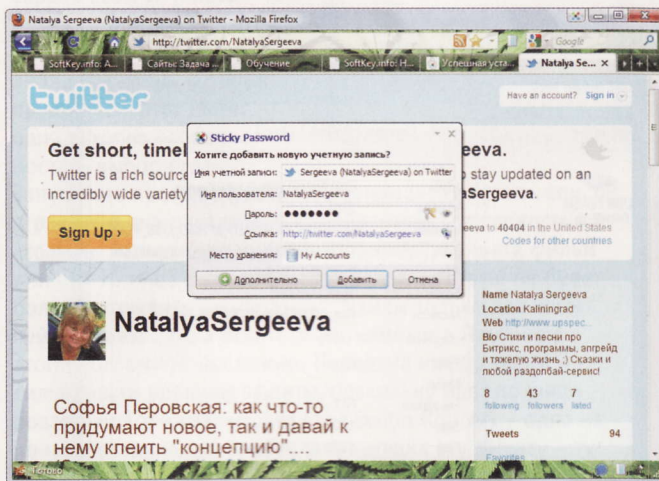 Natalya Sergeeva (NatalyaSergeeva) on Twitter - Mozilla Firefox
http://twitter.com/NatalyaSergeeva
Google
SoftKey.info: А...
Сайты: Задача ...
Обучение
SoftKey.info: Н...
Успешная уста...
Natalya Se...
twitter
Have an account? Sign in
Get short, timel
eeva.
Twitter is a rich source
o stay updated on an
incredibly wide variety
aSergeeva.
Sign Up ›
eeva to 40404 in the United States
Codes for other countries
Sticky Password
Хотите добавить новую учетную запись?
Имя учетной записи: Sergeeva (NatalyaSergeeva) on Twitter
Имя пользователя: NatalyaSergeeva
Пароль: ●●●●●●●
Ссылка: http://twitter.com/NatalyaSergeeva
Место хранения: My Accounts
Дополнительно Добавить Отмена
NatalyaSergeeva
Софья Перовская: как что-то
придумают новое, так и давай к
нему клеить "концепцию"....
Name Natalya Sergeeva
Location Kaliningrad
Web http://www.upspec...
Bio Стихи и песни про
Битрикс, программы, апгрейд
и тяжелую жизнь ;) Сказки и
любой раздолбай-сервис!
8 43 7
following followers listed
Tweets 94
Favorites
Готово